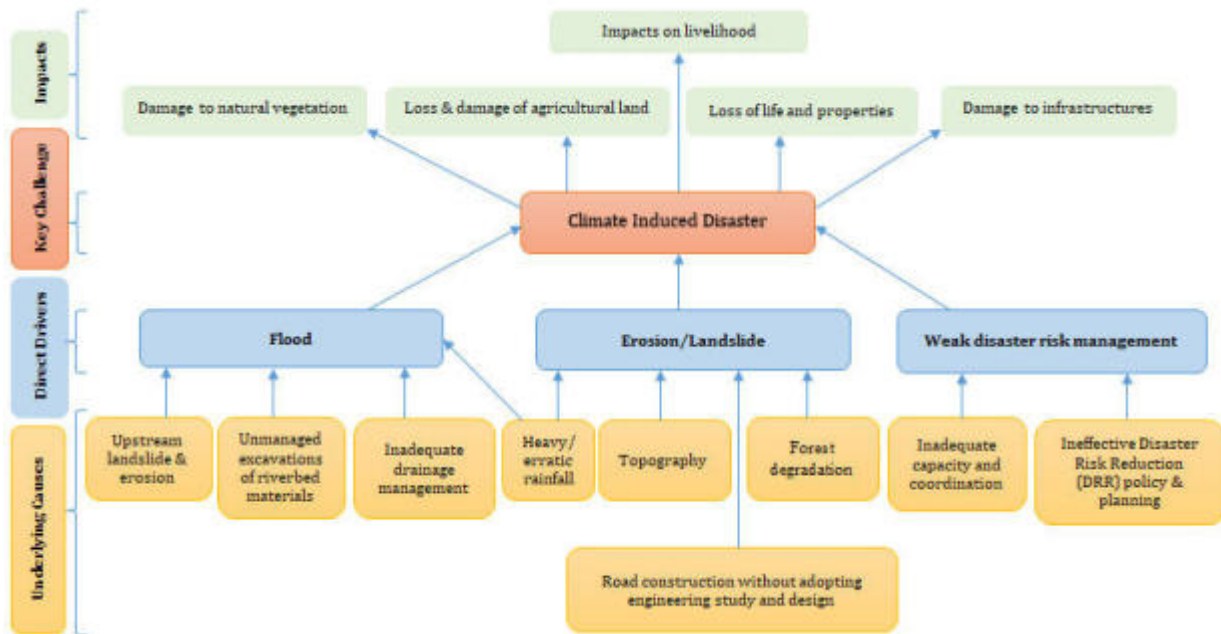 Impacts
Impacts on livelihood
Damage to natural vegetation
Loss & damage of agricultural land
Loss of life and properties
Damage to infrastructures
Key Challenge
Climate Induced Disaster
Direct Drivers
Flood
Erosion/Landslide
Weak disaster risk management
Underlying Causes
Upstream
landslide &
erosion
Unmanaged
excavations
of riverbed
materials
Inadequate
drainage
management
Heavy/
erratic
rainfall
Topography
Forest
degradation
Inadequate
capacity and
coordination
Ineffective Disaster
Risk Reduction
(DRR) policy &
planning
Road construction without adopting
engineering study and design